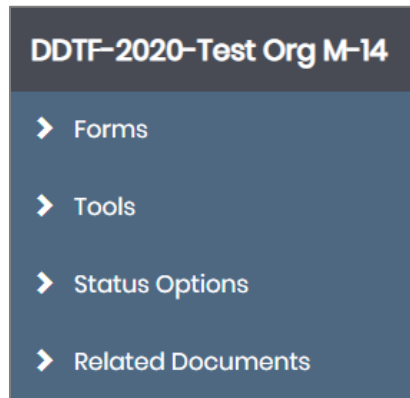 DDTF-2020-Test Org M-14
Forms
Tools
Status Options
Related Documents